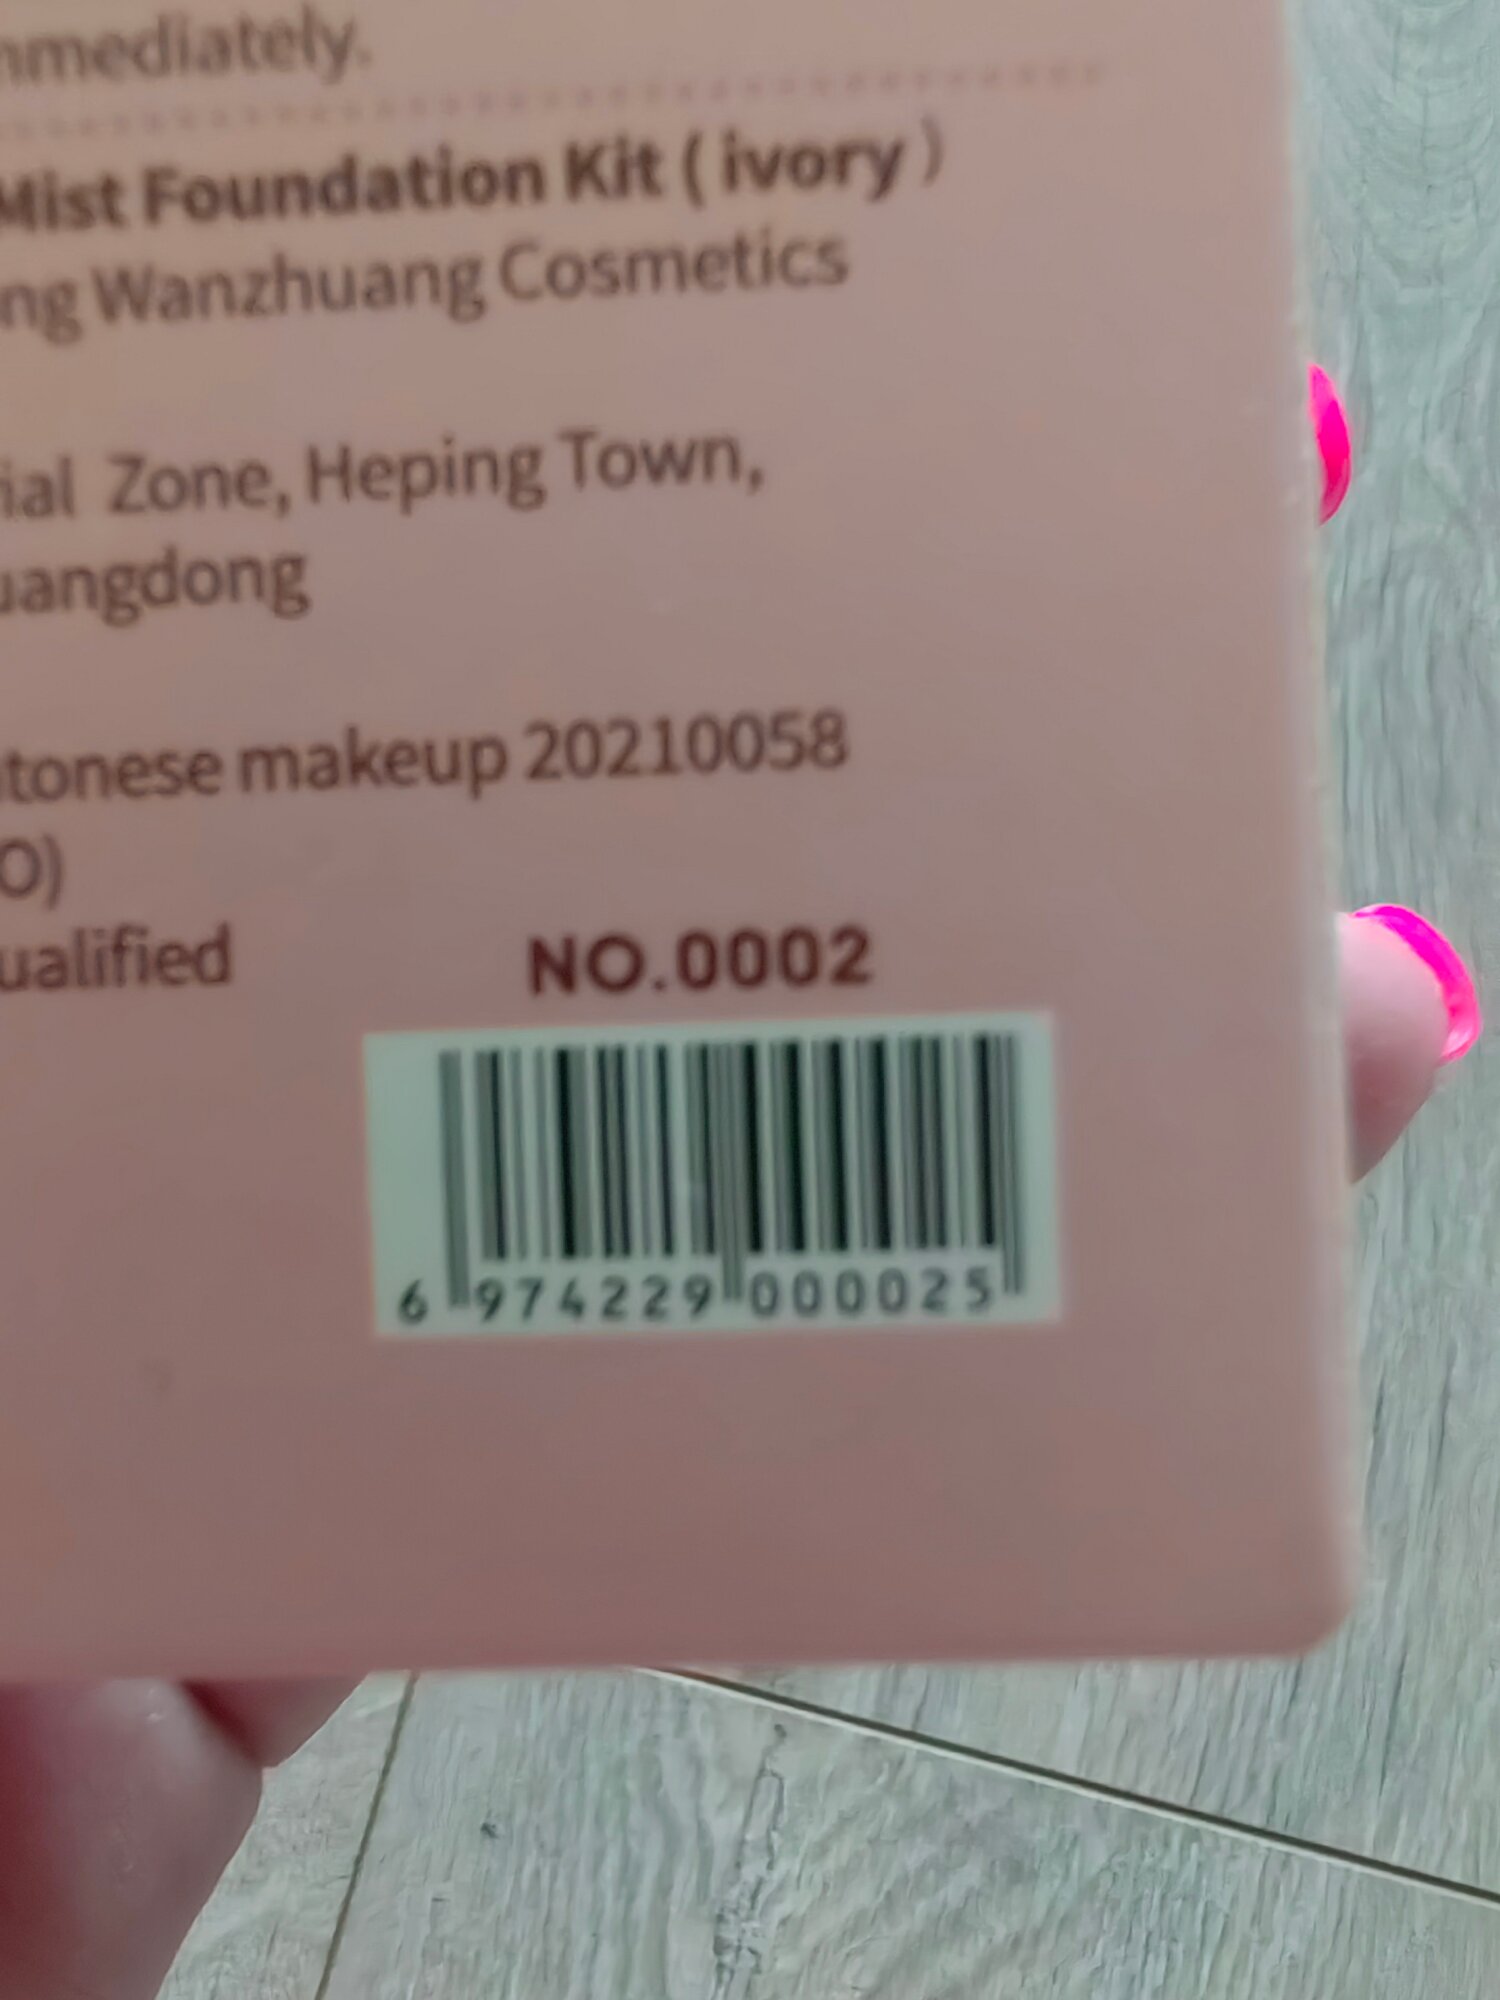 mmediately.
Mist Foundation Kit ( ivory )
ng Wanzhuang Cosmetics
ial Zone, Heping Town,
uangdong
tonese makeup 20210058
O)
ualified
NO.0002
6 974229 000025